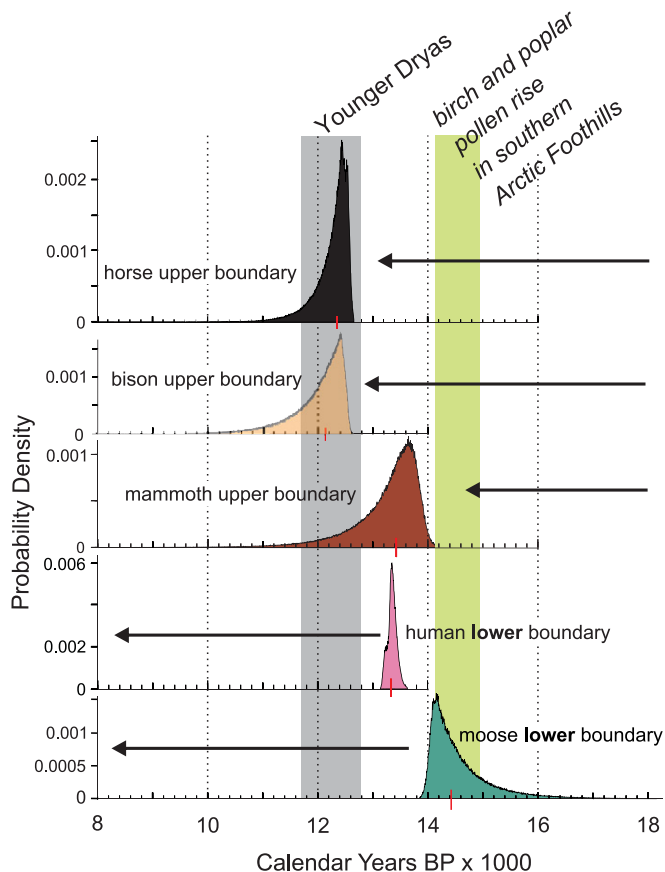 Younger Dryas
birch and poplar
pollen rise
in southern
Arctic Foothills
Probability Density
0.002
0.001
0
horse upper boundary
0.001
0
bison upper boundary
0.001
0
mammoth upper boundary
0.006
0.002
0
human lower boundary
0.001
0.0005
0
moose lower boundary
8 10 12 14 16 18
Calendar Years BP x 1000